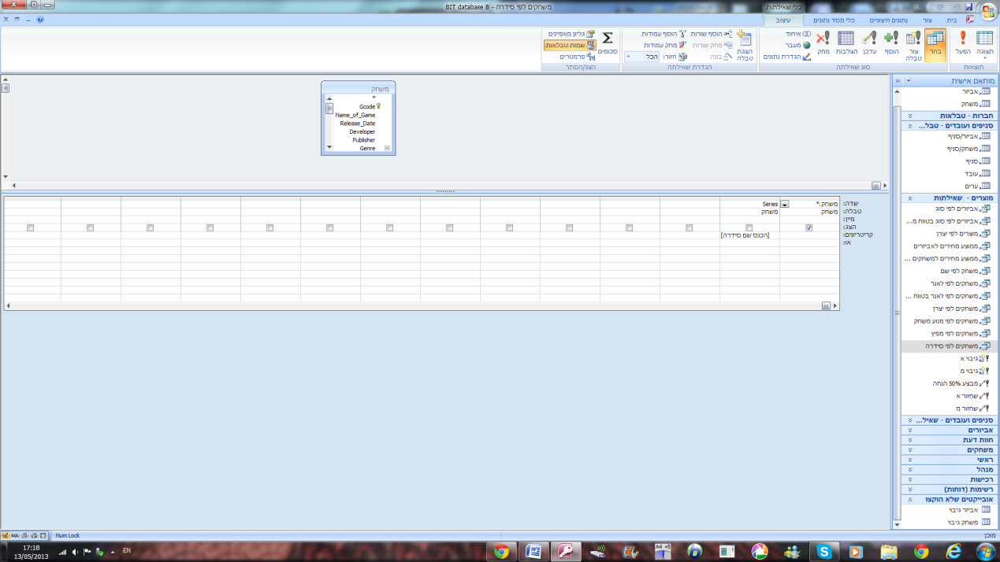 משחקים לפי סידרה - BIT database 8
כלי שאילתות
בית
צור
נתונים חיצוניים
כלי מסד נתונים
עיצוב
תצוגה
הפעל
תוצאות
בחר
צור טבלה
הוסף
עדכן
הצלבות
מחק
איחוד
מעבר
הגדרת נתונים
סוג שאילתה
הצגת טבלה
הוסף שורות
מחק שורות
בונה
הוסף עמודות
מחק עמודות
חזור: הכל
הגדרת שאילתה
סכומים
גליון מאפיינים
שמות טבלאות
פרמטרים
הצג/הסתר
מותאם אישית
אביזר
משחק
חברות - טבלאות
סניפים ועובדים - טבל...
אביזר/סניף
משחק/סניף
סניף
עובד
ערים
מוצרים - שאילתות
אביזרים לפי סוג
אביזרים לפי סוג בטווח מ...
מוצרים לפי יצרן
ממוצע מחירים לאביזרים
ממוצע מחירים למשחקים ...
משחק לפי שם
משחקים לפי ז'אנר
משחקים לפי ז'אנר בטווח ...
משחקים לפי יצרן
משחקים לפי מנוע משחק
משחקים לפי מפיץ
משחקים לפי סידרה
גיבוי א
גיבוי מ
מבצע 50% הנחה
שחזור א
שחזור מ
סניפים ועובדים - שאיל...
אביזרים
חוות דעת
משחקים
ראשי
מנהל
רכישות
רשימות (דוחות)
אובייקטים שלא הוקצו
אביזר גיבוי
משחק גיבוי
משחק
*
Gcode
Name_of_Game
Release_Date
Developer
Publisher
Genre
שדה: משחק.* Series
טבלה: משחק משחק
מיין:
הצג:
קריטריונים: [הכנס שם סידרה]
או:
מוכן
Num Lock
SQL
A4 +5
EN
17:18
13/05/2013